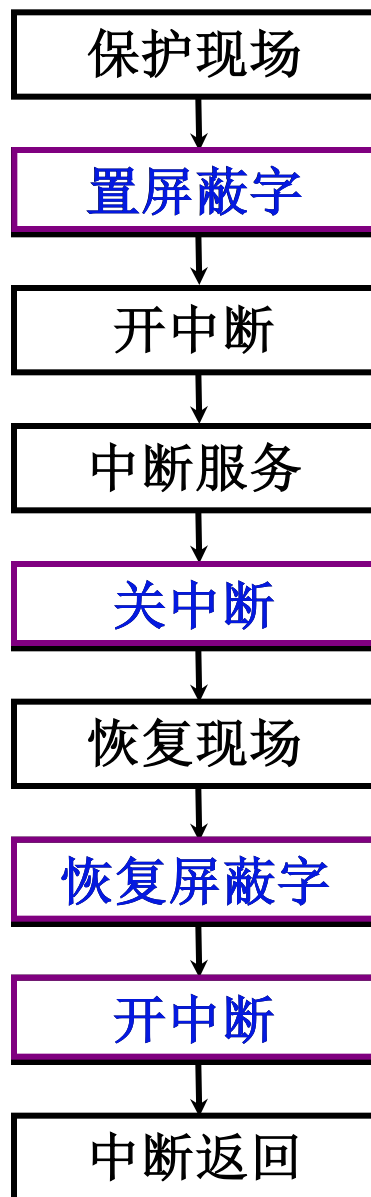 保护现场
置屏蔽字
开中断
中断服务
关中断
恢复现场
恢复屏蔽字
开中断
中断返回